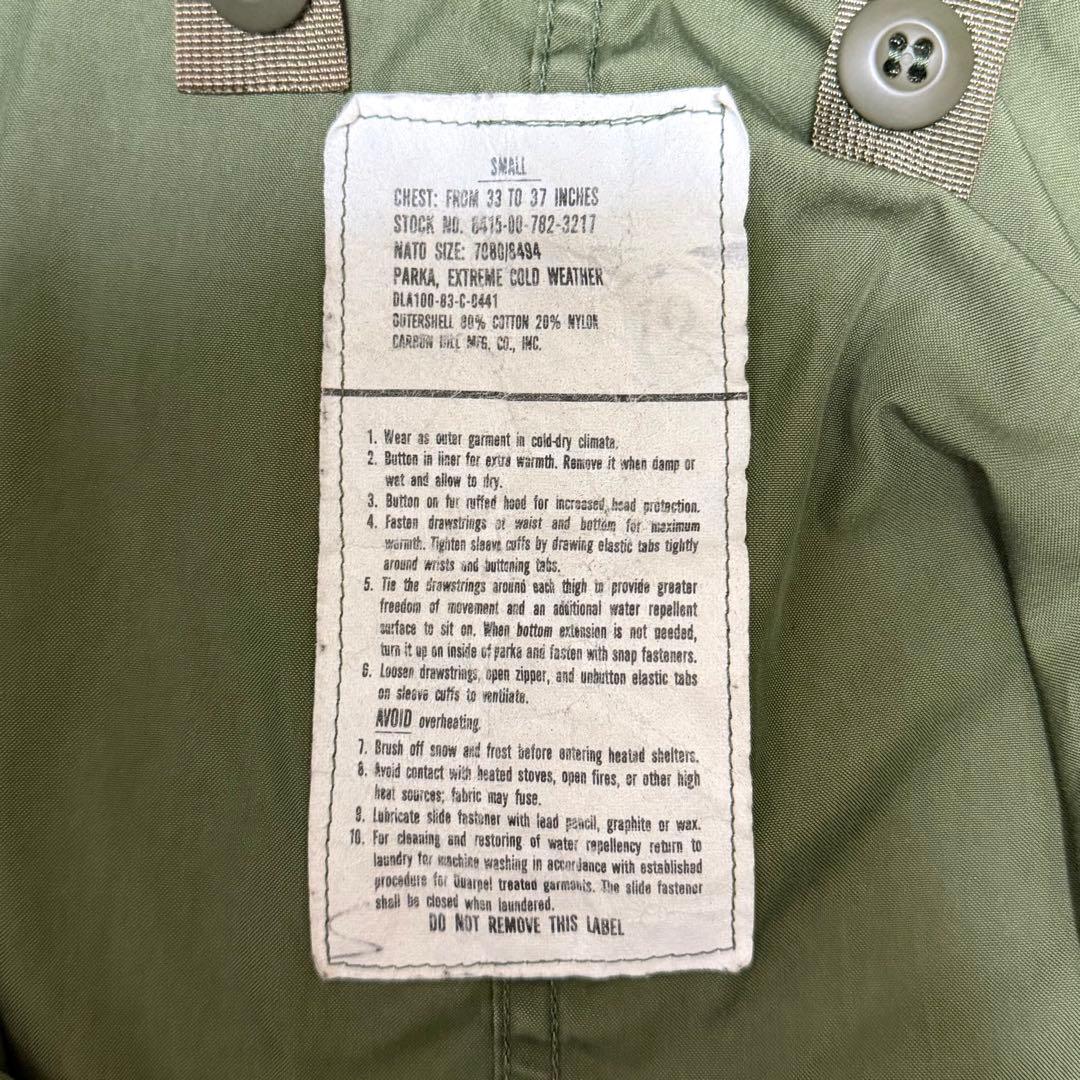 SMALL
CHEST: FROM 33 TO 37 INCHES
STOCK NO. 8415-00-782-3217
NATO SIZE: 7080/8494
PARKA, EXTREME COLD WEATHER
DLA100-83-C-0441
OUTERSHELL 80% COTTON 20% NYLON
CARBON HILL MFG. CO., INC.
1. Wear as outer garment in cold-dry climate.
2. Button in liner for extra warmth. Remove it when damp or
wet and allow to dry.
3. Button on fur ruffed hood for increased head protection.
4. Fasten drawstrings at waist and bottom for maximum
warmth. Tighten sleeve cuffs by drawing elastic tabs tightly
around wrists and buttoning tabs.
5. Tie the drawstrings around each thigh to provide greater
freedom of movement and an additional water repellent
surface to sit on. When bottom extension is not needed,
turn it up on inside of parka and fasten with snap fasteners.
6. Loosen drawstrings, open zipper, and unbutton elastic tabs
on sleeve cuffs to ventilate.
AVOID overheating.
7. Brush off snow and frost before entering heated shelters.
8. Avoid contact with heated stoves, open fires, or other high
heat sources; fabric may fuse.
9. Lubricate slide fastener with lead pencil, graphite or wax.
10. For cleaning and restoring of water repellency return to
laundry for machine washing in accordance with established
procedure for Quarpel treated garments. The slide fastener
shall be closed when laundered.
DO NOT REMOVE THIS LABEL